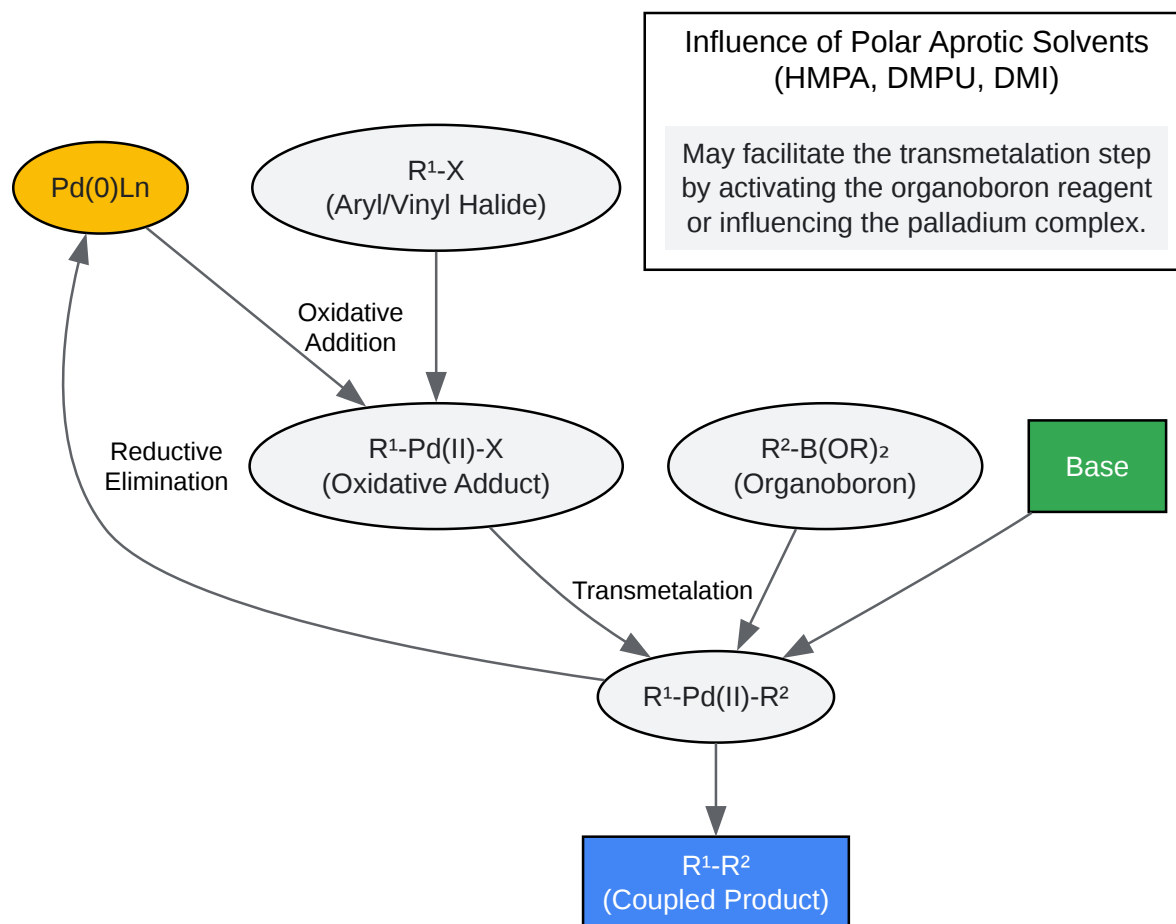 Influence of Polar Aprotic Solvents
(HMPA, DMPU, DMI)
May facilitate the transmetalation step
by activating the organoboron reagent
or influencing the palladium complex.
Pd(0)Ln
R¹-X
(Aryl/Vinyl Halide)
Oxidative
Addition
Reductive
Elimination
R¹-Pd(II)-X
(Oxidative Adduct)
R²-B(OR)₂
(Organoboron)
Base
Transmetalation
R¹-Pd(II)-R²
R¹-R²
(Coupled Product)